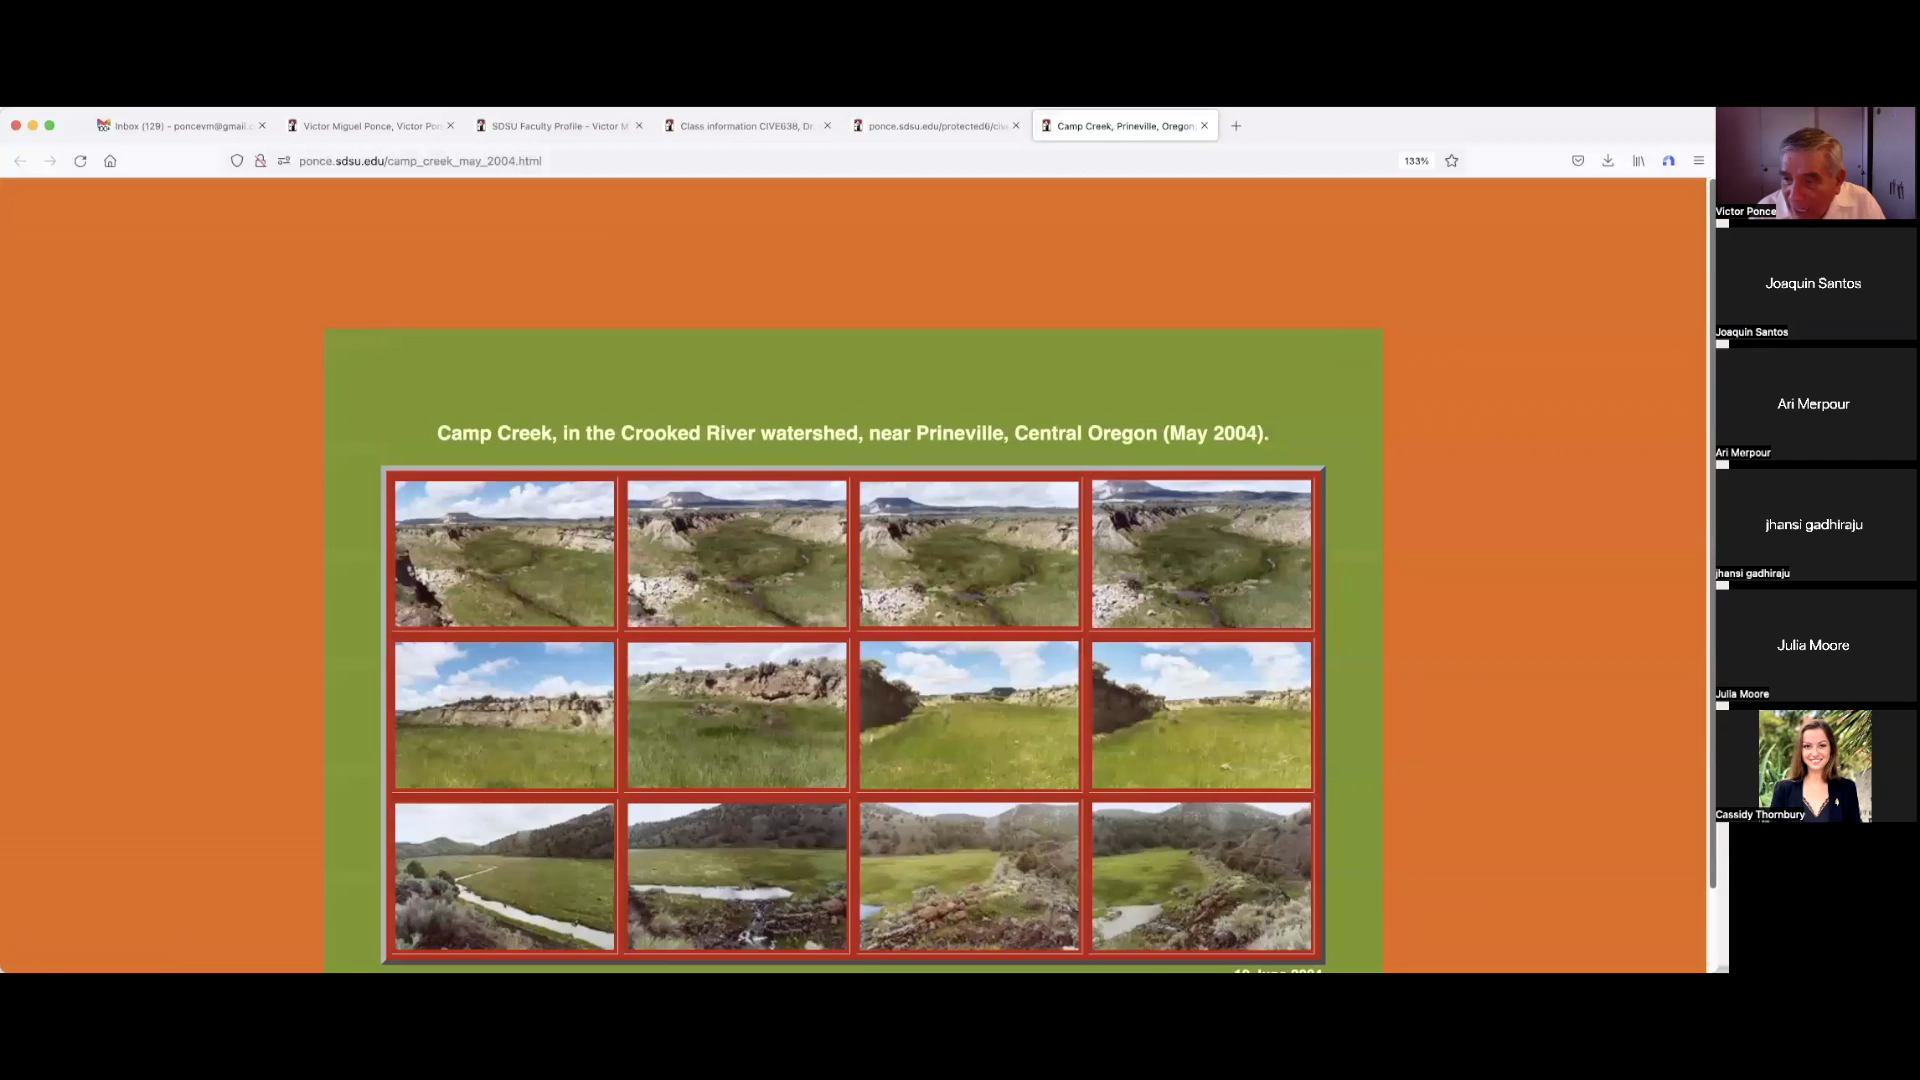 Inbox (129) - poncevm@gmail.c
Victor Miguel Ponce, Victor Pon
SDSU Faculty Profile - Victor M
Class information CIVE638, Dr.
ponce.sdsu.edu/protected6/civ
Camp Creek, Prineville, Oregon,
ponce.sdsu.edu/camp_creek_may_2004.html
133%
Camp Creek, in the Crooked River watershed, near Prineville, Central Oregon (May 2004).
Victor Ponce
Joaquin Santos
Joaquin Santos
Ari Merpour
Ari Merpour
jhansi gadhiraju
jhansi gadhiraju
Julia Moore
Julia Moore
Cassidy Thornbury